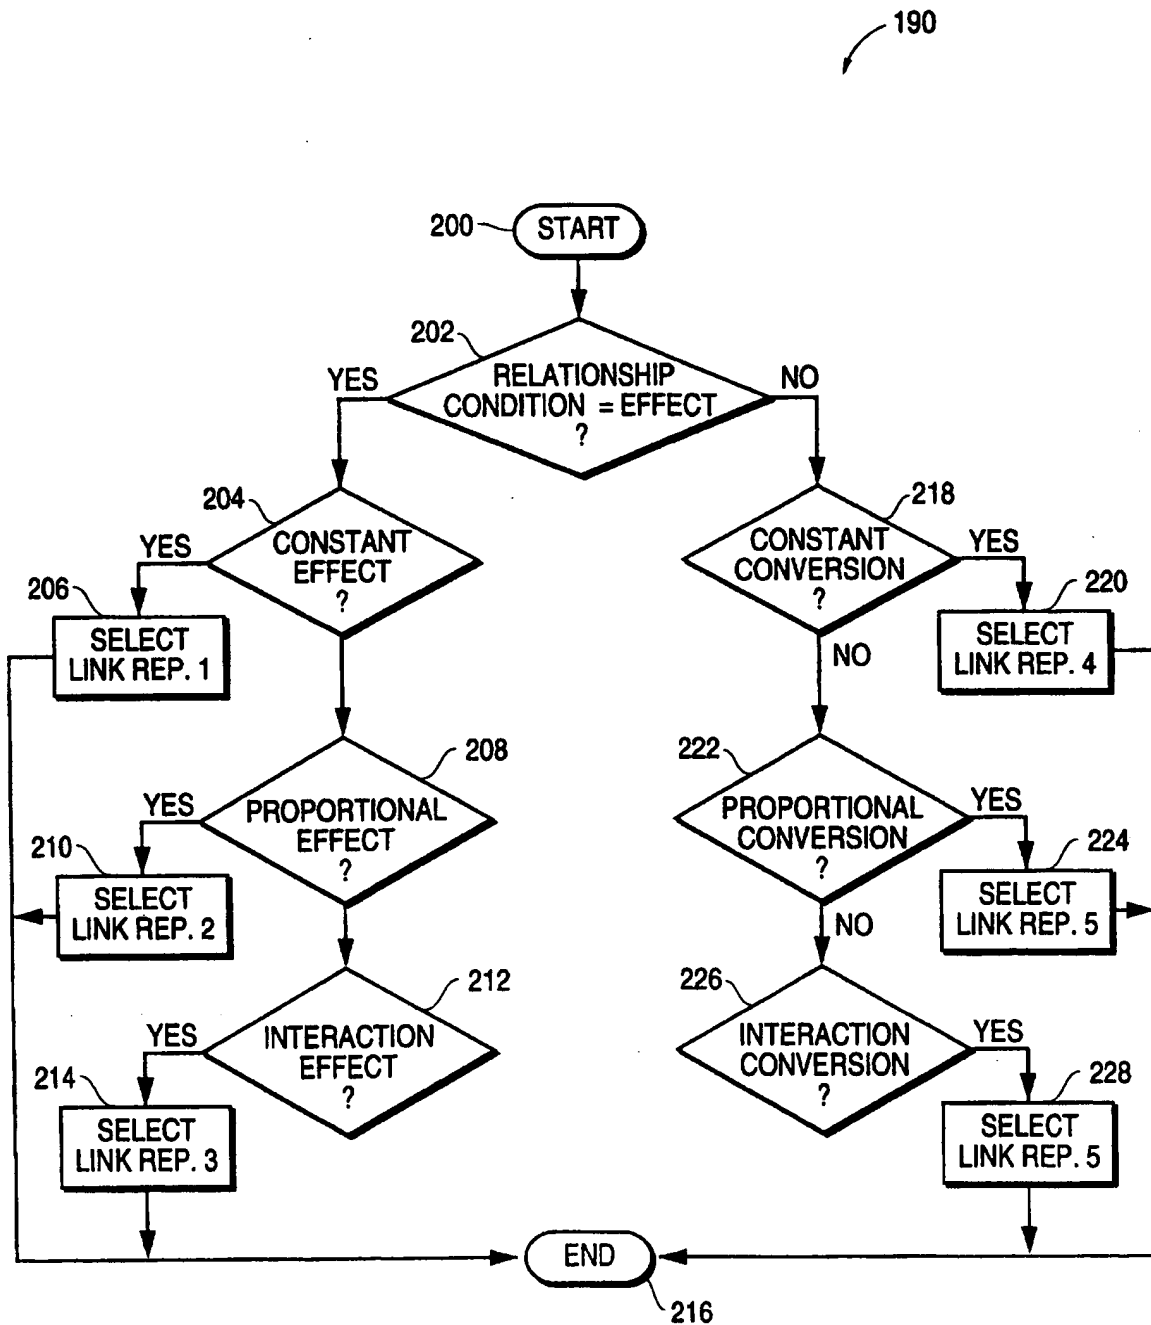 190
200
START
202
RELATIONSHIP
CONDITION = EFFECT
?
YES
NO
204
CONSTANT
EFFECT
?
YES
218
CONSTANT
CONVERSION
?
YES
NO
206
SELECT
LINK REP. 1
220
SELECT
LINK REP. 4
208
PROPORTIONAL
EFFECT
?
YES
222
PROPORTIONAL
CONVERSION
?
YES
NO
210
SELECT
LINK REP. 2
224
SELECT
LINK REP. 5
212
INTERACTION
EFFECT
?
YES
226
INTERACTION
CONVERSION
?
YES
214
SELECT
LINK REP. 3
228
SELECT
LINK REP. 5
END
216